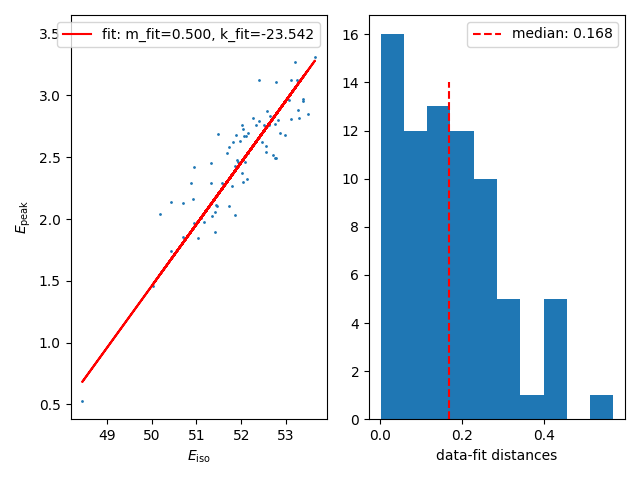 fit: m_fit=0.500, k_fit=-23.542
3.5
3.0
2.5
2.0
1.5
1.0
0.5
E_peak
49 50 51 52 53
E_iso
median: 0.168
16
14
12
10
8
6
4
2
0
0.0 0.2 0.4
data-fit distances